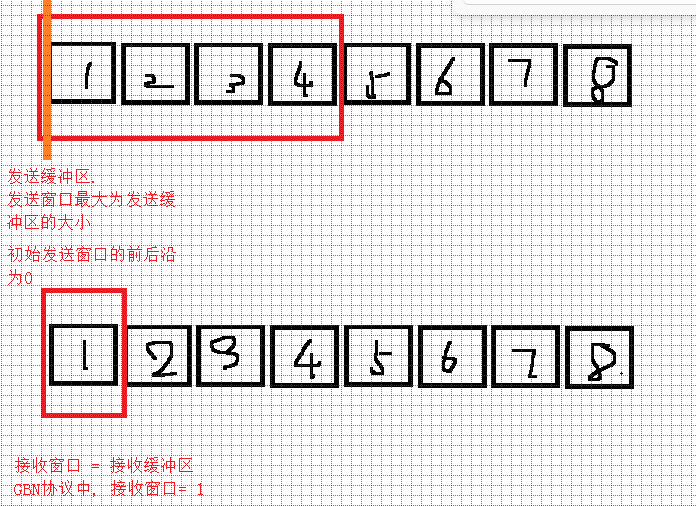 1 2 3 4 5 6 7 8
发送缓冲区.
发送窗口最大为发送缓
冲区的大小
初始发送窗口的前后沿
为0
1 2 3 4 5 6 7 8
接收窗口 = 接收缓冲区
GBN协议中, 接收窗口= 1